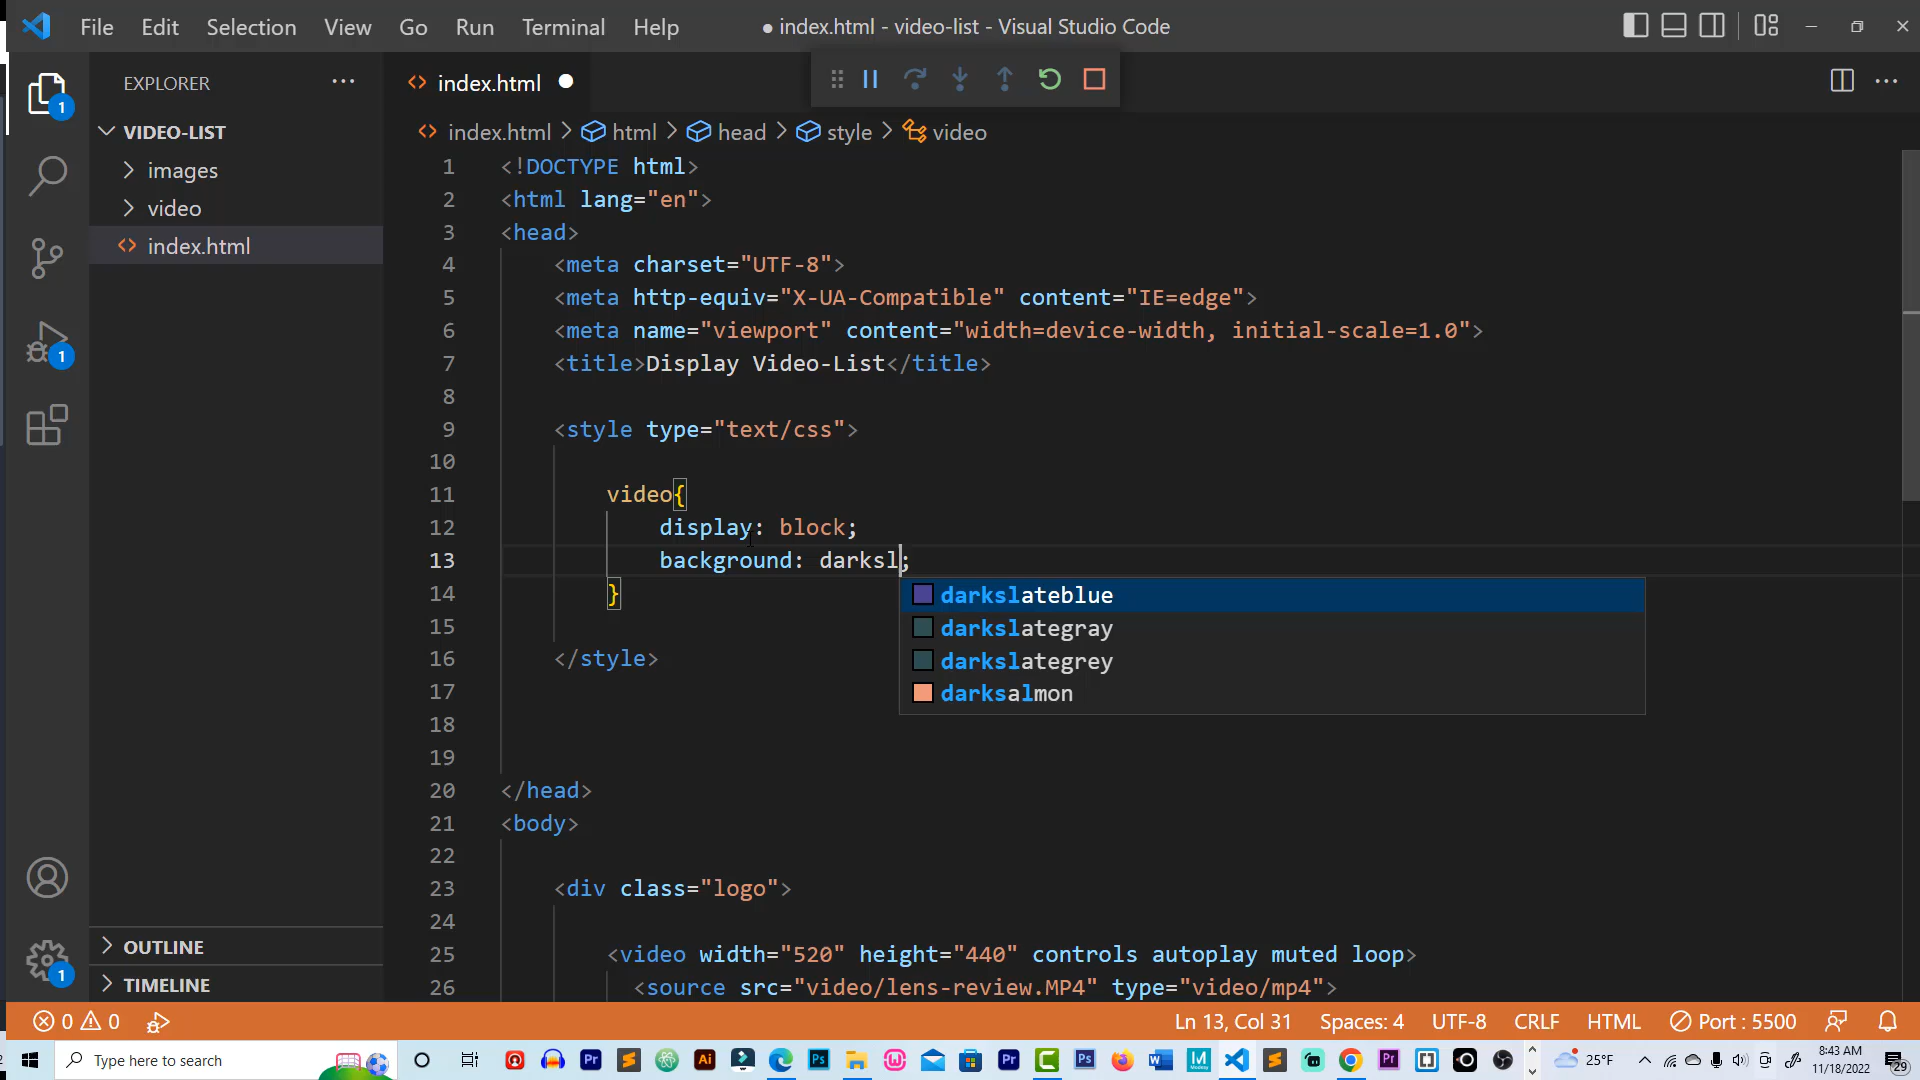 File Edit Selection View Go Run Terminal Help ● index.html - video-list - Visual Studio Code
EXPLORER ···
<> index.html ●
VIDEO-LIST
images
video
<> index.html
<> index.html > html > head > style > video
1 <!DOCTYPE html>
2 <html lang="en">
3 <head>
4 <meta charset="UTF-8">
5 <meta http-equiv="X-UA-Compatible" content="IE=edge">
6 <meta name="viewport" content="width=device-width, initial-scale=1.0">
7 <title>Display Video-List</title>
8
9 <style type="text/css">
10
11 video{
12 display: block;
13 background: darksl;
14 }
15
16 </style>
17
18
19
20 </head>
21 <body>
22
23 <div class="logo">
24
25 <video width="520" height="440" controls autoplay muted loop>
26 <source src="video/lens-review.MP4" type="video/mp4">
darkslateblue
darkslategray
darkslategrey
darksalmon
1
1
1
OUTLINE
TIMELINE
0 0 Ln 13, Col 31 Spaces: 4 UTF-8 CRLF HTML Port : 5500
Type here to search 25°F 8:43 AM
11/18/2022 29